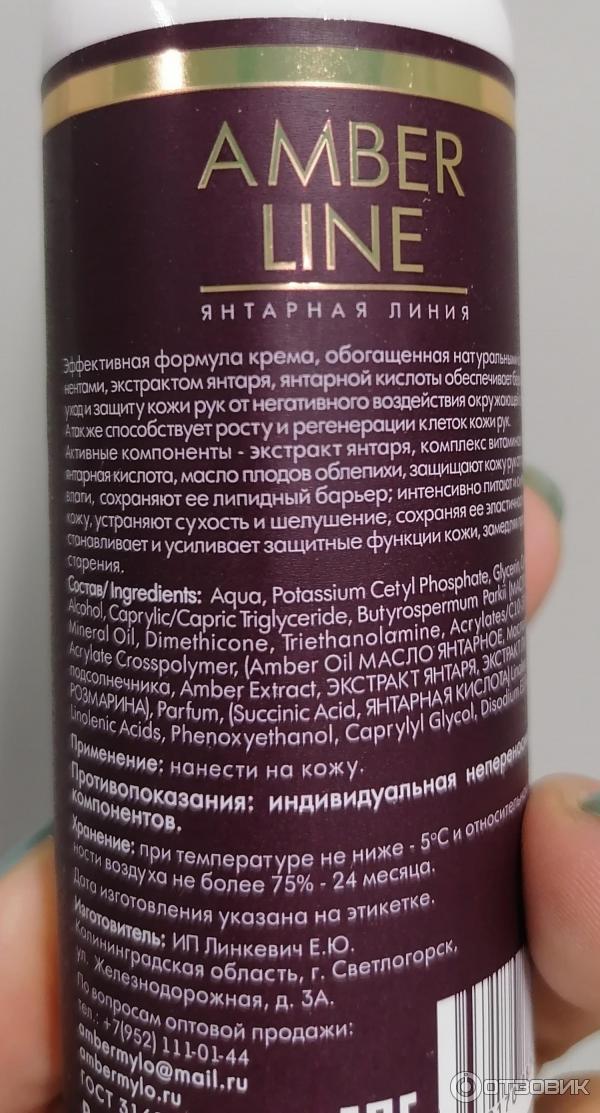 AMBER
LINE
ЯНТАРНАЯ ЛИНИЯ
Эффективная формула крема, обогащенная натуральными
нентами, экстрактом янтаря, янтарной кислоты обеспечивает
уход и защиту кожи рук от негативного воздействия окружающей
А также способствует росту и регенерации клеток кожи рук.
Активные компоненты - экстракт янтаря, комплекс
янтарная кислота, масло плодов облепихи, защищают кожу рук
влаги, сохраняют ее липидный барьер; интенсивно питают и
кожу, устраняют сухость и шелушение, сохраняя ее
станавливает и усиливает защитные функции кожи,
старения.
Состав/Ingredients: Aqua, Potassium Cetyl Phosphate, Glycerin,
Alcohol, Caprylic/Capric Triglyceride, Butyrospermum Parkii
Mineral Oil, Dimethicone, Triethanolamine, Acrylates/C10-
Acrylate Crosspolymer, (Amber Oil МАСЛО ЯНТАРНОЕ,
подсолнечника, Amber Extract, ЭКСТРАКТ ЯНТАРЯ, ЭКСТРАКТ
РОЗМАРИНА), Parfum, (Succinic Acid, ЯНТАРНАЯ КИСЛОТА)
Linolenic Acids, Phenoxyethanol, Caprylyl Glycol, Disodium
Применение: нанести на кожу.
Противопоказания: индивидуальная
компонентов.
Хранение: при температуре не ниже - 5°C и
ности воздуха не более 75% - 24 месяца.
Дата изготовления указана на этикетке.
Изготовитель: ИП Линкевич Е.Ю.
Калининградская область, г. Светлогорск,
ул. Железнодорожная, д. 3А.
По вопросам оптовой продажи:
тел.: +7(952) 111-01-44
ambermylo@mail.ru
ambermylo.ru
ГОСТ
ОТЗОВИК